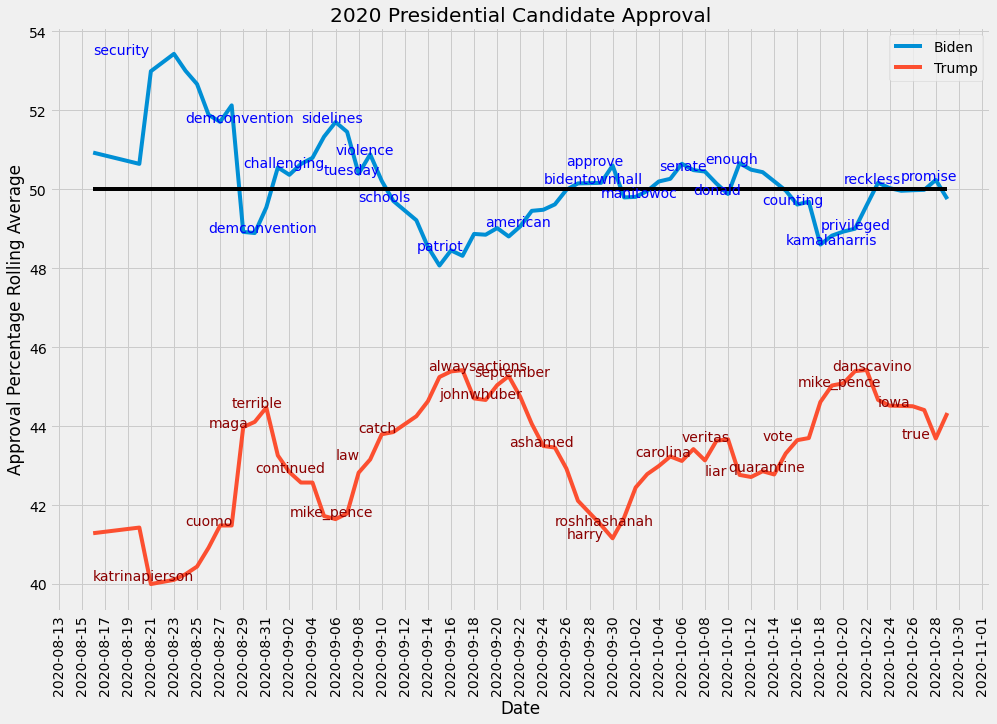 2020 Presidential Candidate Approval
Approval Percentage Rolling Average
54
52
50
48
46
44
42
40
Biden
Trump
security
demconvention
sidelines
challenging
violence
tuesday
schools
demconvention
patriot
american
approve
bidentownhall
manitowoc
senate
enough
donald
counting
reckless
promise
privileged
kamalaharris
alwaysactions
september
johnwhuber
terrible
maga
catch
law
continued
mike_pence
cuomo
katrinapierson
ashamed
roshhashanah
harry
carolina
veritas
liar
quarantine
vote
danscavino
mike_pence
iowa
true
2020-08-13
2020-08-15
2020-08-17
2020-08-19
2020-08-21
2020-08-23
2020-08-25
2020-08-27
2020-08-29
2020-08-31
2020-09-02
2020-09-04
2020-09-06
2020-09-08
2020-09-10
2020-09-12
2020-09-14
2020-09-16
2020-09-18
2020-09-20
2020-09-22
2020-09-24
2020-09-26
2020-09-28
2020-09-30
2020-10-02
2020-10-04
2020-10-06
2020-10-08
2020-10-10
2020-10-12
2020-10-14
2020-10-16
2020-10-18
2020-10-20
2020-10-22
2020-10-24
2020-10-26
2020-10-28
2020-10-30
2020-11-01
Date